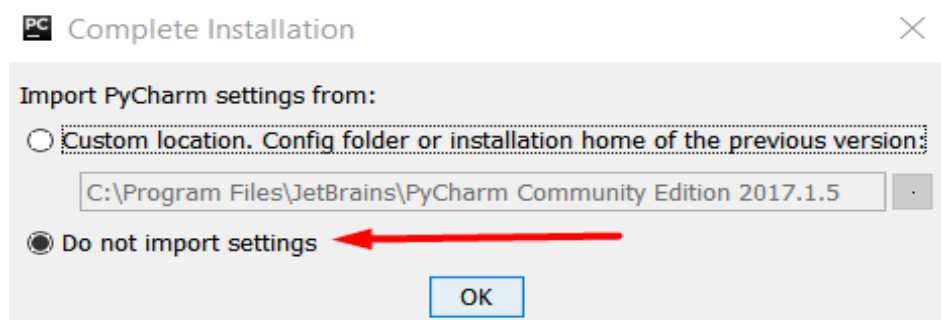 PC Complete Installation
Import PyCharm settings from:
Custom location. Config folder or installation home of the previous version:
C:\Program Files\JetBrains\PyCharm Community Edition 2017.1.5
Do not import settings
OK